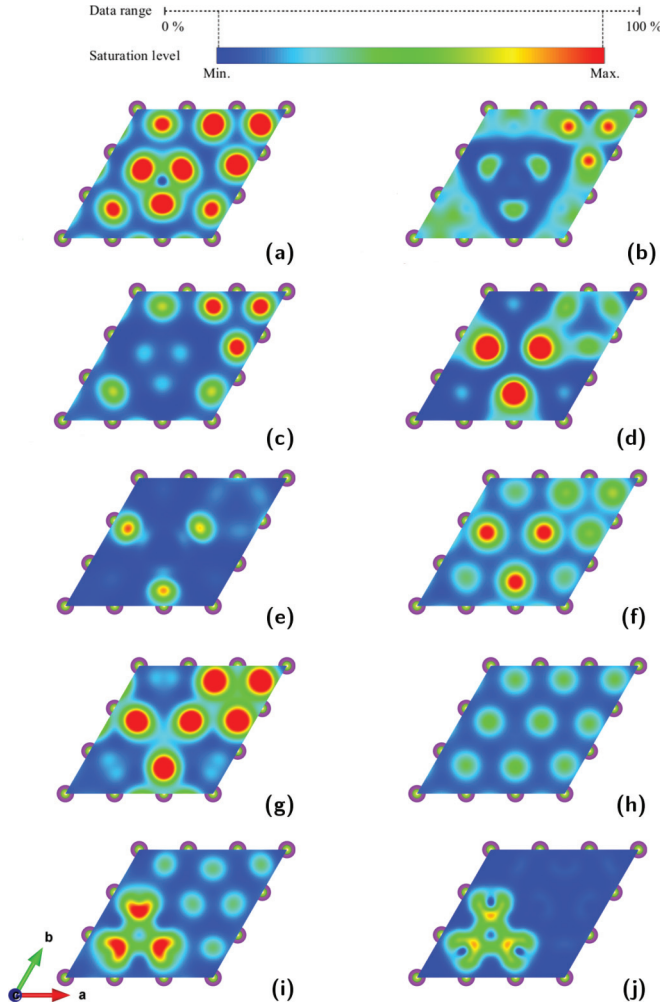 Data range
0 % 100 %
Saturation level
Min. Max.
(a) (b)
(c) (d)
(e) (f)
(g) (h)
(i) (j)
b
a